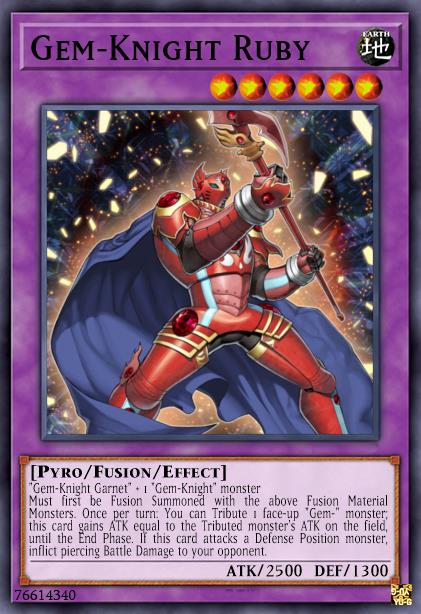 Gem-Knight Ruby
EARTH
地
[Pyro/Fusion/Effect]
"Gem-Knight Garnet" + 1 "Gem-Knight" monster
Must first be Fusion Summoned with the above Fusion Material
Monsters. Once per turn: You can Tribute 1 face-up "Gem-" monster;
this card gains ATK equal to the Tributed monster's ATK on the field,
until the End Phase. If this card attacks a Defense Position monster,
inflict piercing Battle Damage to your opponent.
ATK/2500 DEF/1300
76614340